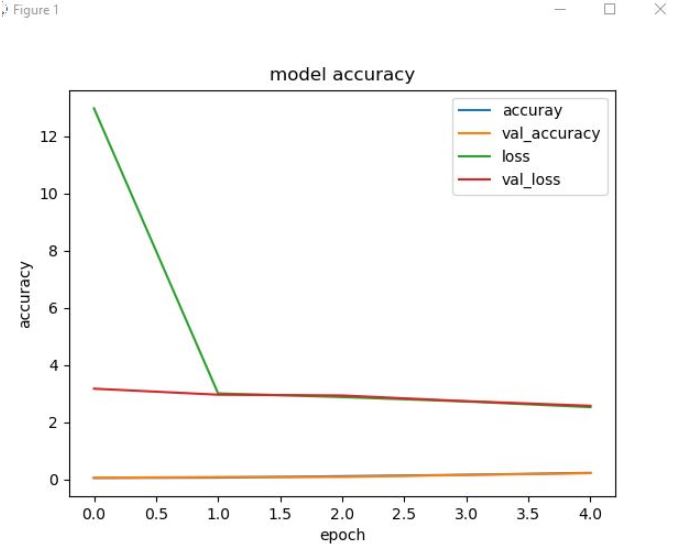 Figure 1
model accuracy
accuray
val_accuracy
loss
val_loss
12
10
8
6
4
2
0
accuracy
0.0 0.5 1.0 1.5 2.0 2.5 3.0 3.5 4.0
epoch